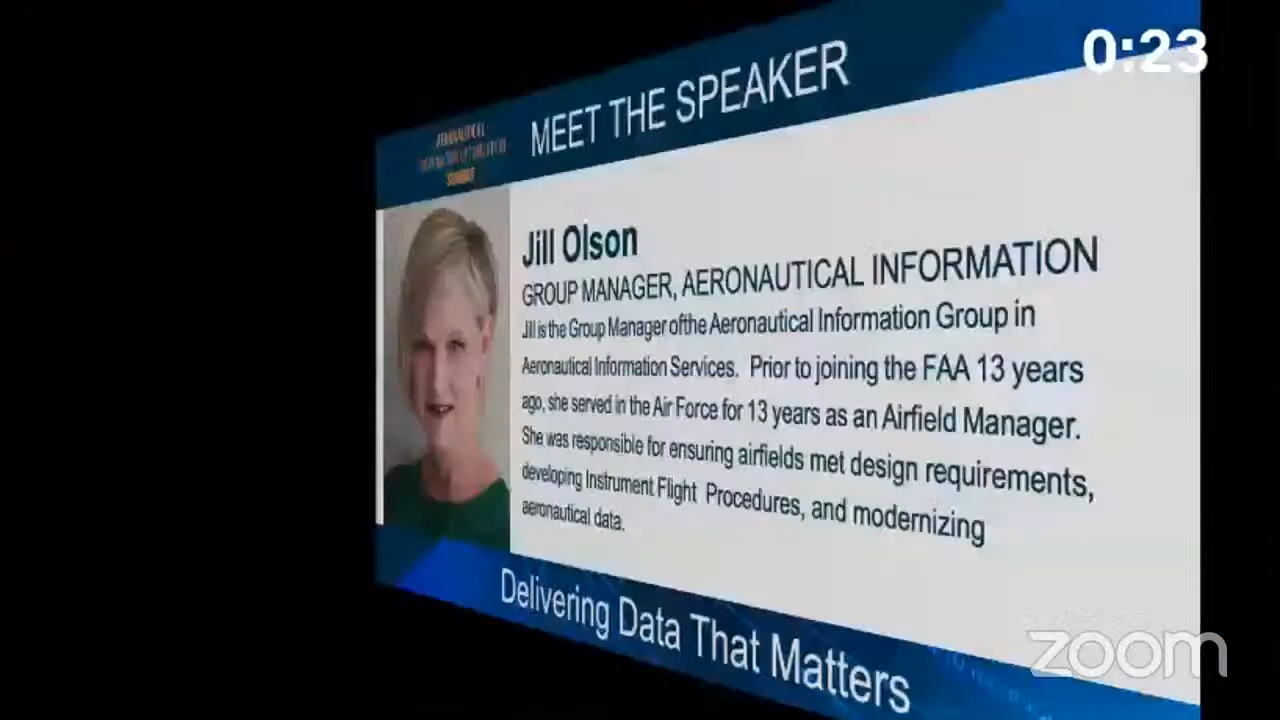 0:23
MEET THE SPEAKER
AERONAUTICAL
SUMMIT
Jill Olson
GROUP MANAGER, AERONAUTICAL INFORMATION
Jill is the Group Manager ofthe Aeronautical Information Group in
Aeronautical Information Services. Prior to joining the FAA 13 years
ago, she served in the Air Force for 13 years as an Airfield Manager.
She was responsible for ensuring airfields met design requirements,
developing Instrument Flight Procedures, and modernizing
aeronautical data.
Delivering Data That Matters
zoom